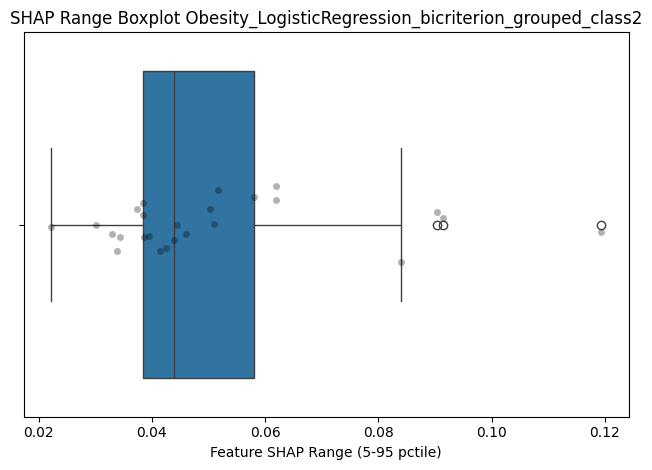 SHAP Range Boxplot Obesity_LogisticRegression_bicriterion_grouped_class2
0.02 0.04 0.06 0.08 0.10 0.12
Feature SHAP Range (5-95 pctile)